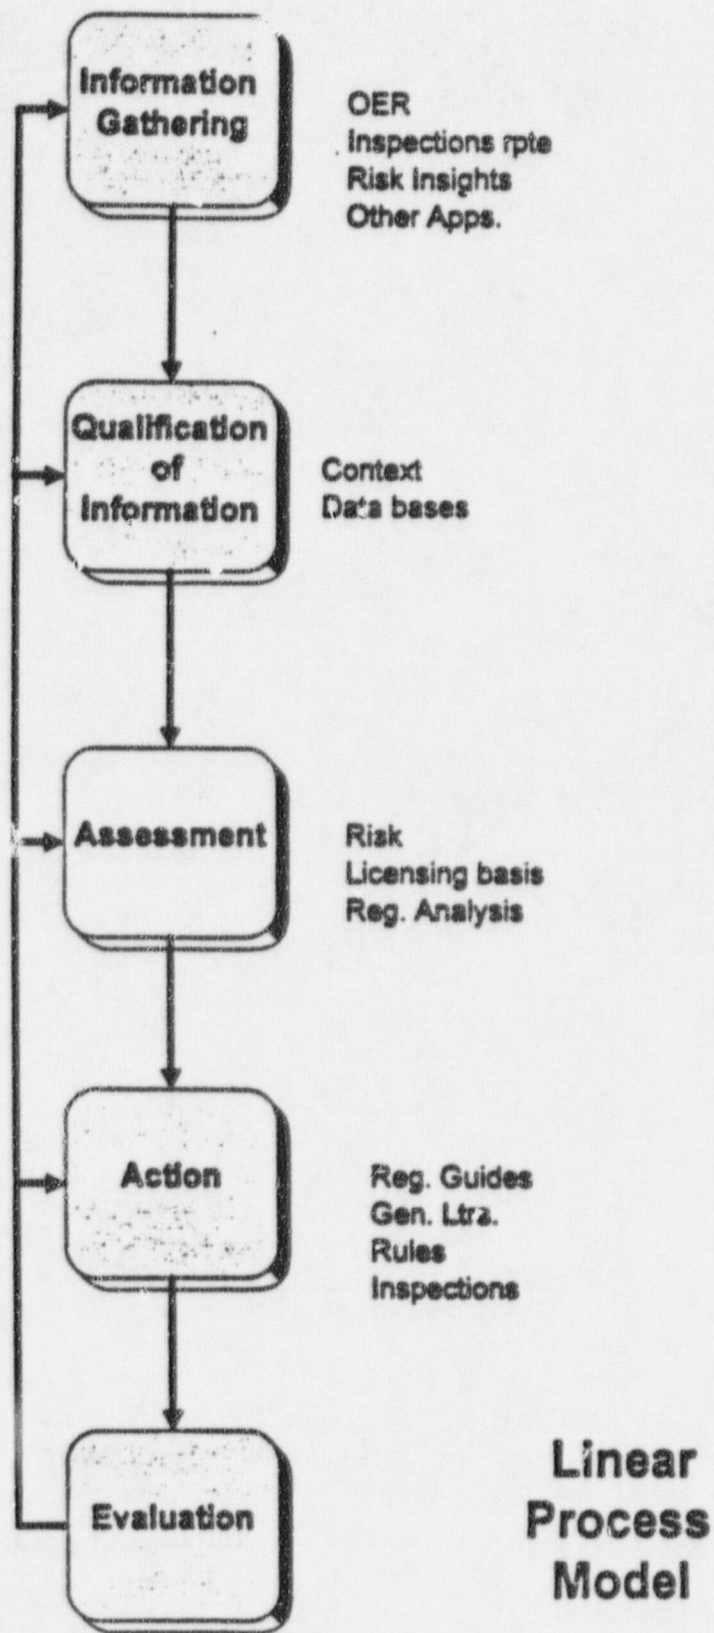 Information
Gathering
OER
Inspections rpts
Risk Insights
Other Apps.
Qualification
of
Information
Context
Data bases
Assessment
Risk
Licensing basis
Reg. Analysis
Action
Reg. Guides
Gen. Ltrs.
Rules
Inspections
Evaluation
Linear
Process
Model